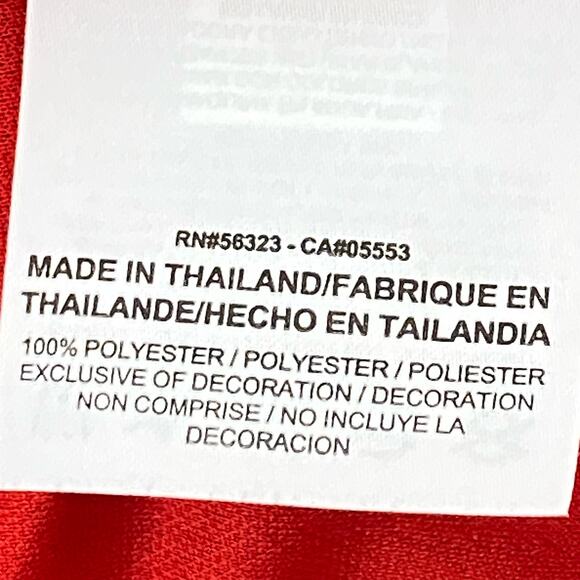 RN#56323 - CA#05553
MADE IN THAILAND/FABRIQUE EN
THAILANDE/HECHO EN TAILANDIA
100% POLYESTER / POLYESTER / POLIESTER
EXCLUSIVE OF DECORATION / DECORATION
NON COMPRISE / NO INCLUYE LA
DECORACION